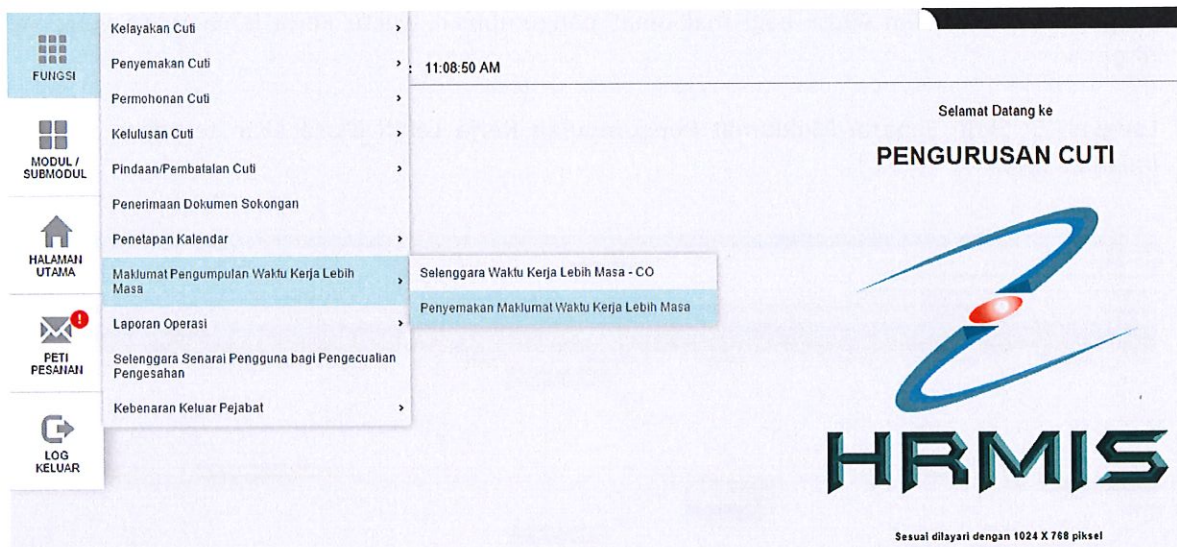 FUNGSI
MODUL /
SUBMODUL
HALAMAN
UTAMA
!
PETI
PESANAN
LOG
KELUAR
Kelayakan Cuti
Penyemakan Cuti
Permohonan Cuti
Kelulusan Cuti
Pindaan/Pembatalan Cuti
Penerimaan Dokumen Sokongan
Penetapan Kalendar
Maklumat Pengumpulan Waktu Kerja Lebih
Masa
Laporan Operasi
Selenggara Senarai Pengguna bagi Pengecualian
Pengesahan
Kebenaran Keluar Pejabat
Selenggara Waktu Kerja Lebih Masa - CO
Penyemakan Maklumat Waktu Kerja Lebih Masa
: 11:08:50 AM
Selamat Datang ke
PENGURUSAN CUTI
HRMIS
Sesuai dilayari dengan 1024 X 768 piksel